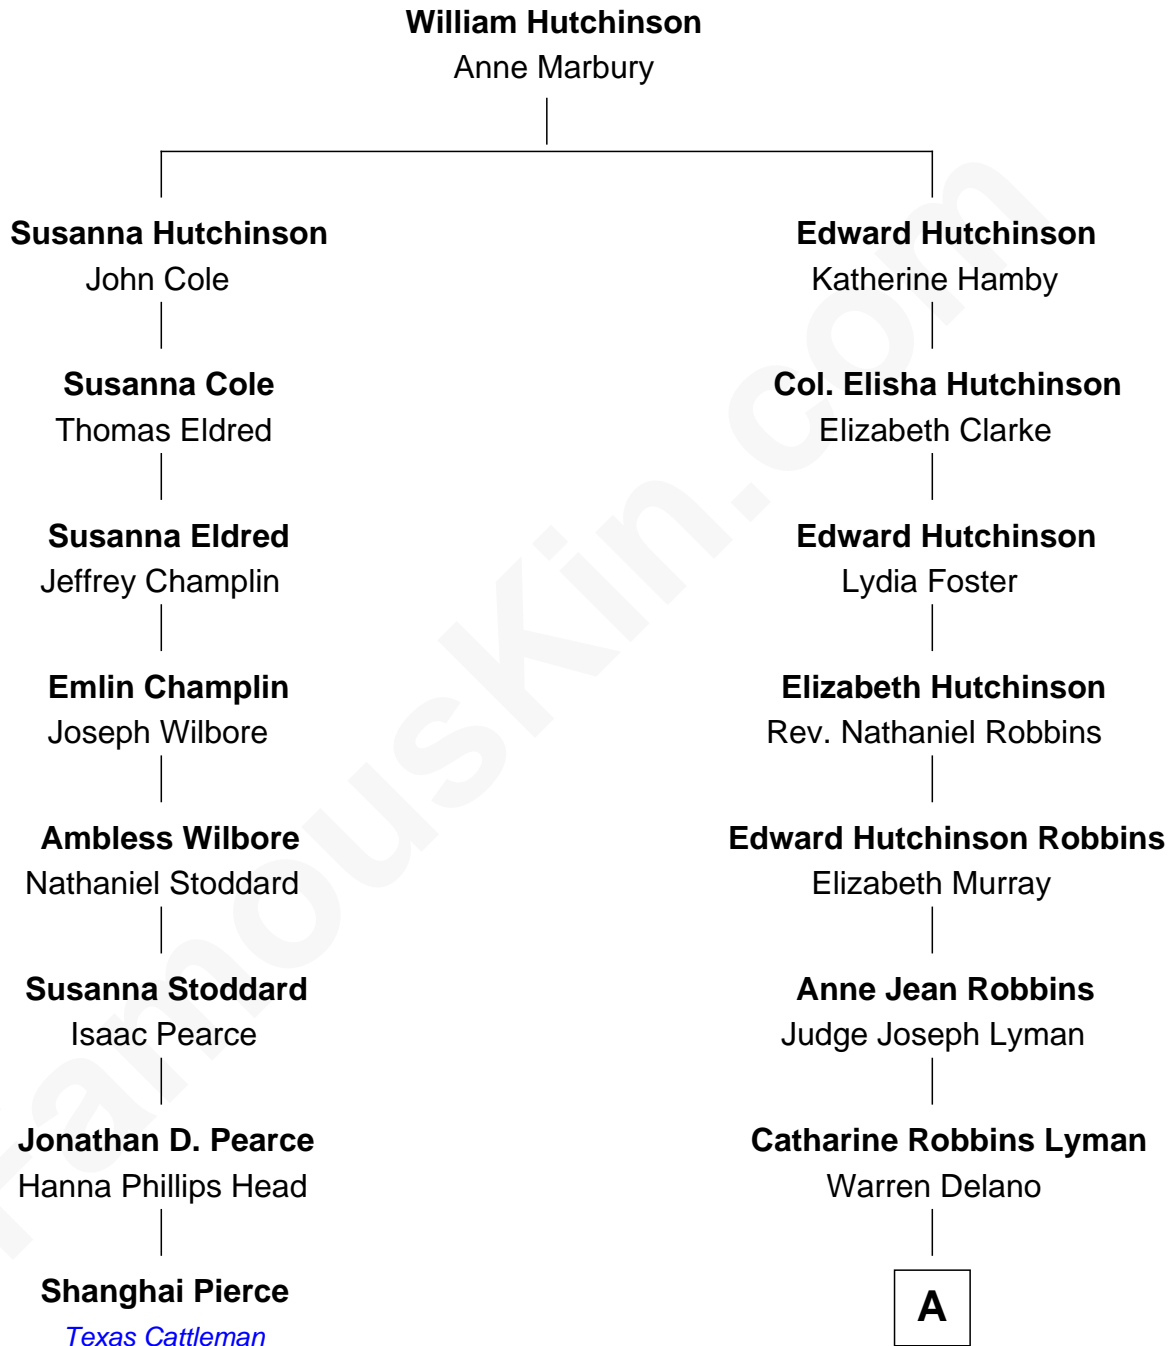 William Hutchinson
Anne Marbury
Susanna Hutchinson
John Cole
Edward Hutchinson
Katherine Hamby
Susanna Cole
Thomas Eldred
Col. Elisha Hutchinson
Elizabeth Clarke
Susanna Eldred
Jeffrey Champlin
Edward Hutchinson
Lydia Foster
Emlin Champlin
Joseph Wilbore
Elizabeth Hutchinson
Rev. Nathaniel Robbins
Ambless Wilbore
Nathaniel Stoddard
Edward Hutchinson Robbins
Elizabeth Murray
Susanna Stoddard
Isaac Pearce
Anne Jean Robbins
Judge Joseph Lyman
Jonathan D. Pearce
Hanna Phillips Head
Catharine Robbins Lyman
Warren Delano
Shanghai Pierce
Texas Cattleman
A
FamousKin.com